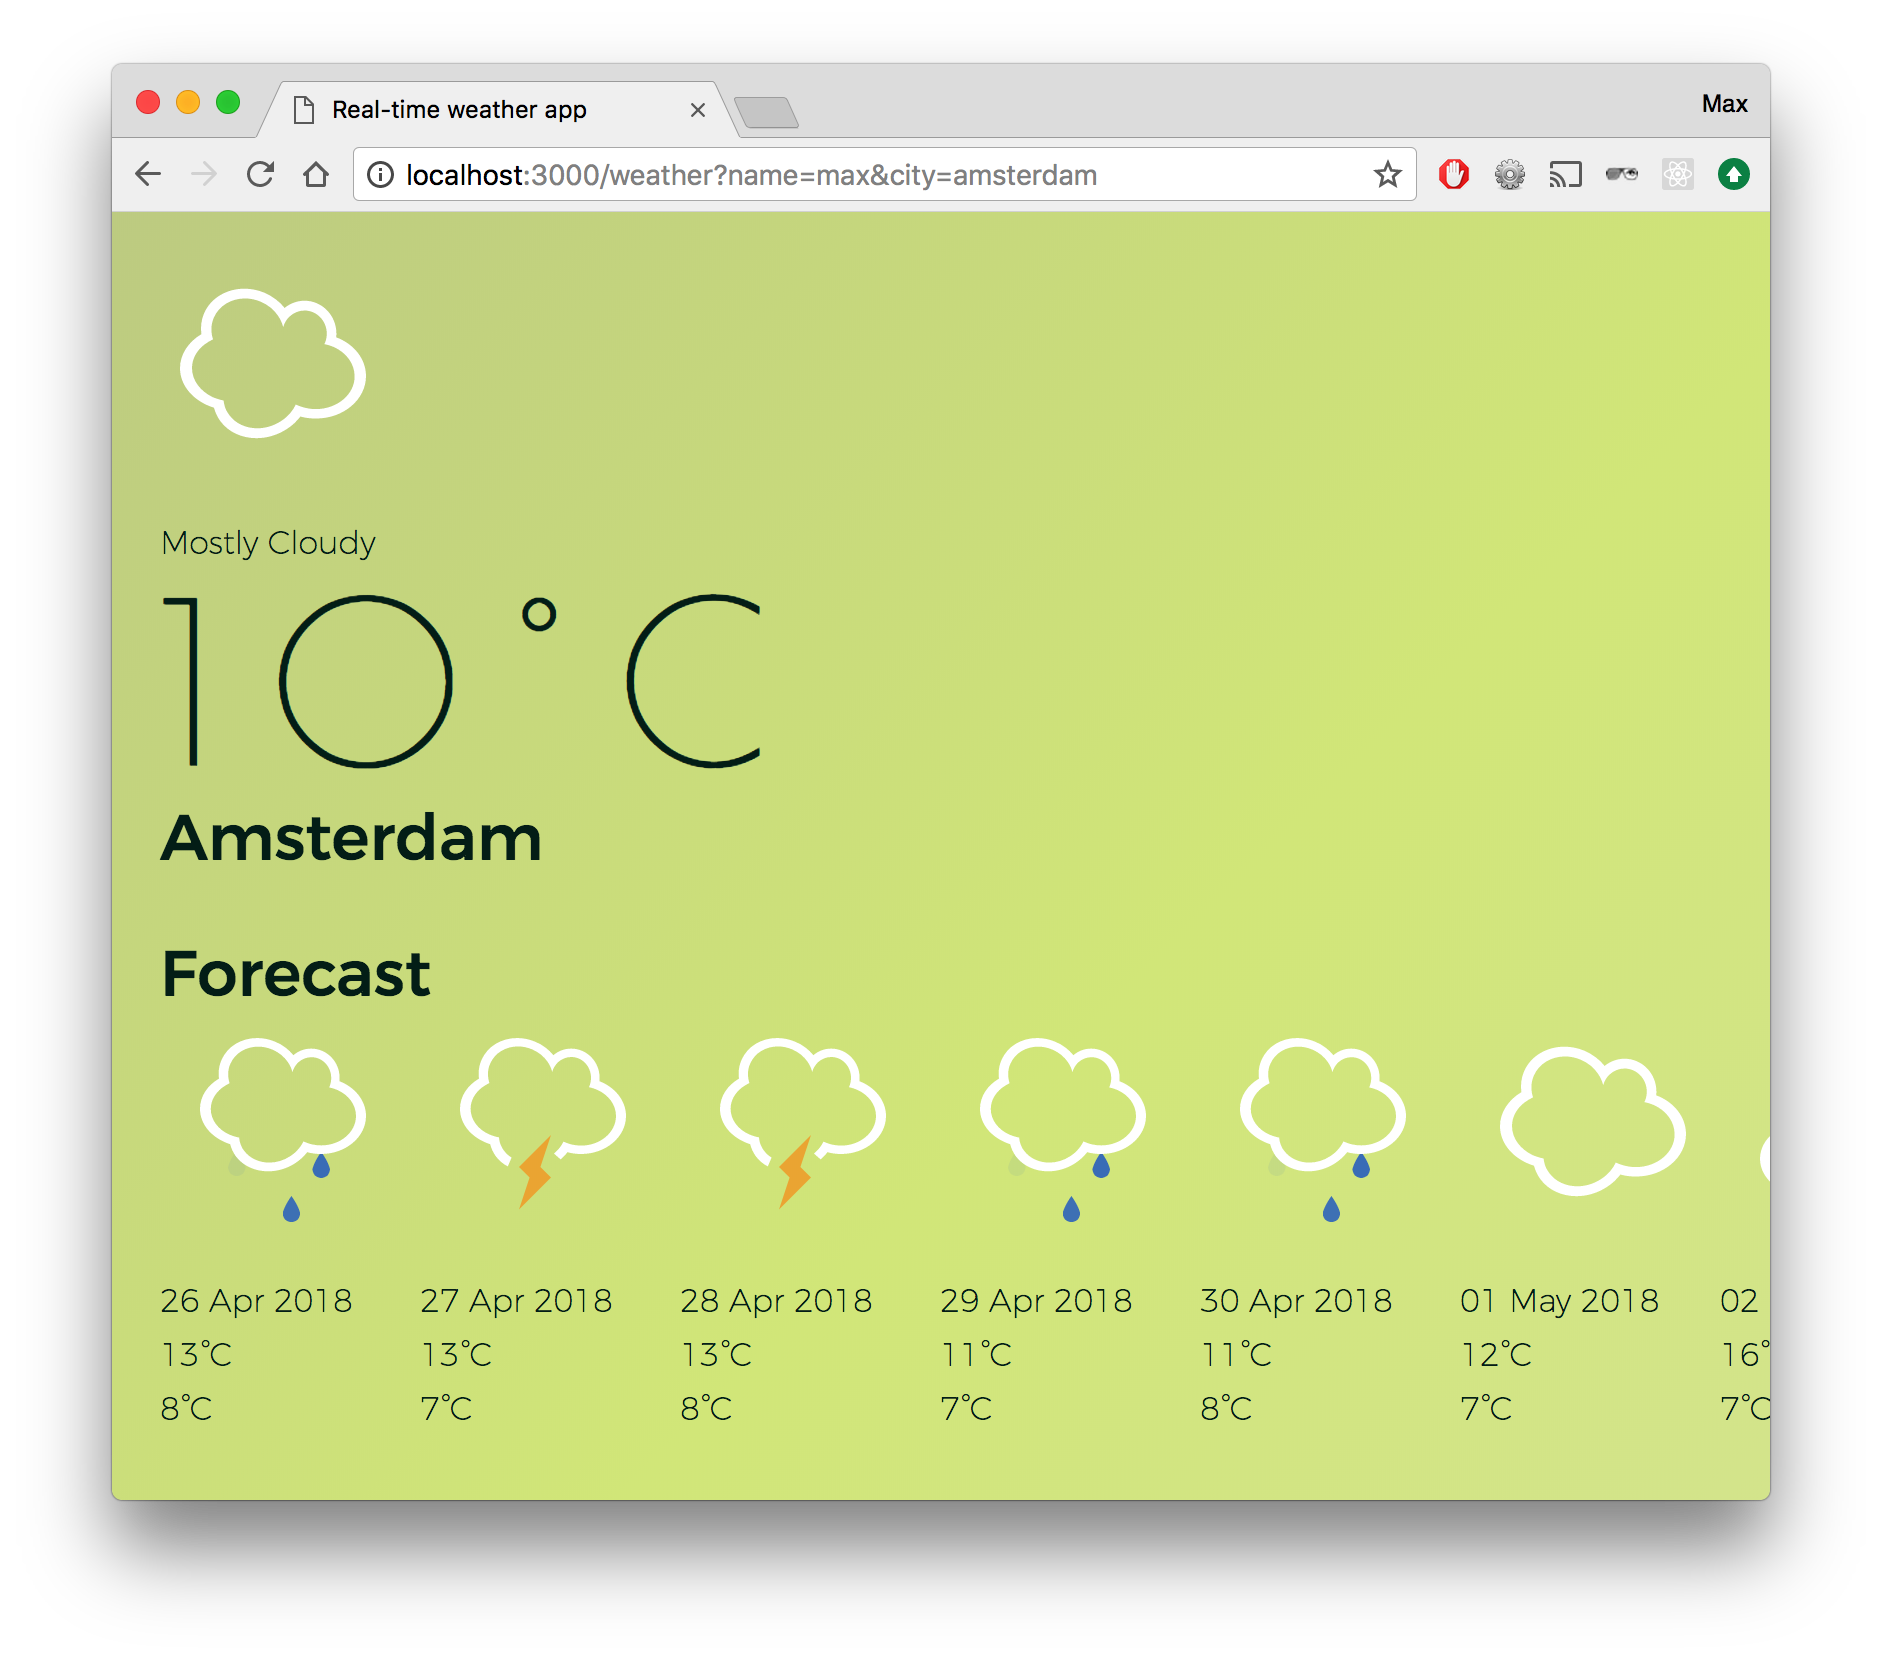 Real-time weather app
Max
localhost:3000/weather?name=max&city=amsterdam
Mostly Cloudy
10°C
Amsterdam
Forecast
26 Apr 2018 27 Apr 2018 28 Apr 2018 29 Apr 2018 30 Apr 2018 01 May 2018 02
13°C 13°C 13°C 11°C 11°C 12°C 16°
8°C 7°C 8°C 7°C 8°C 7°C 7°C